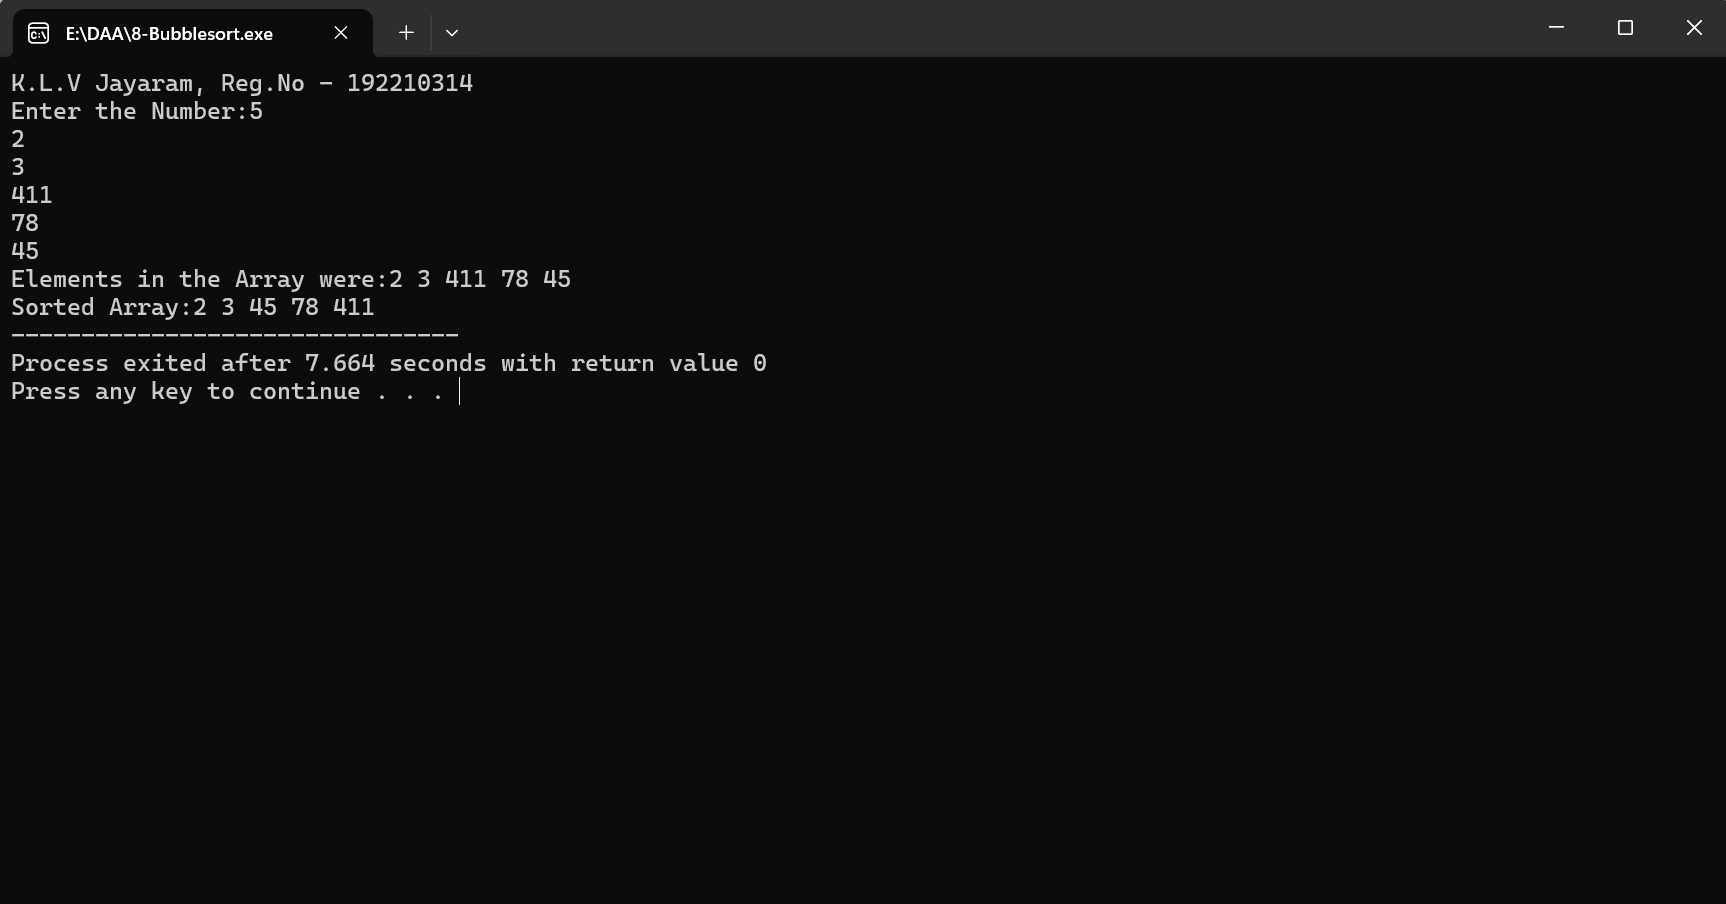 E:\DAA\8-Bubblesort.exe
K.L.V Jayaram, Reg.No - 192210314
Enter the Number:5
2
3
411
78
45
Elements in the Array were:2 3 411 78 45
Sorted Array:2 3 45 78 411
--------------------------------
Process exited after 7.664 seconds with return value 0
Press any key to continue . . .